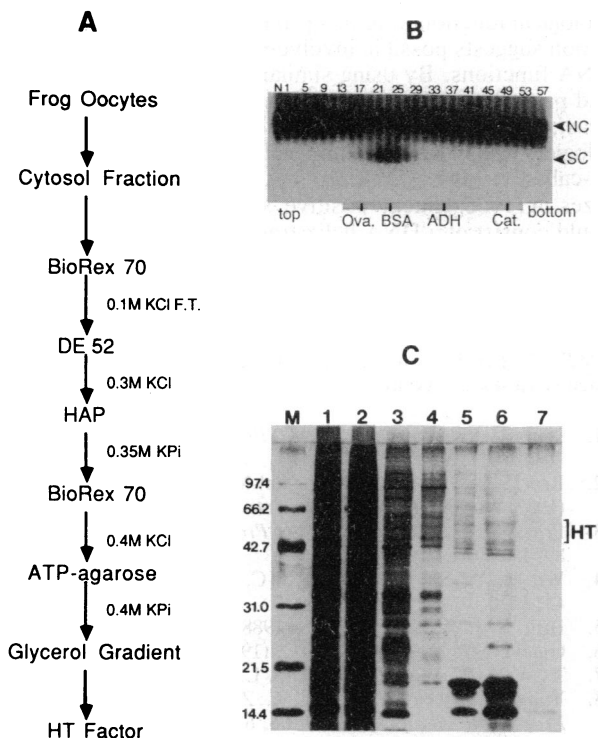 A
Frog Oocytes
Cytosol Fraction
BioRex 70
0.1M KCl F.T.
DE 52
0.3M KCl
HAP
0.35M KPi
BioRex 70
0.4M KCl
ATP-agarose
0.4M KPi
Glycerol Gradient
HT Factor
B
N 1 5 9 13 17 21 25 29 33 37 41 45 49 53 57
NC
SC
top Ova. BSA ADH Cat. bottom
C
M 1 2 3 4 5 6 7
97.4
66.2
42.7
31.0
21.5
14.4
HT